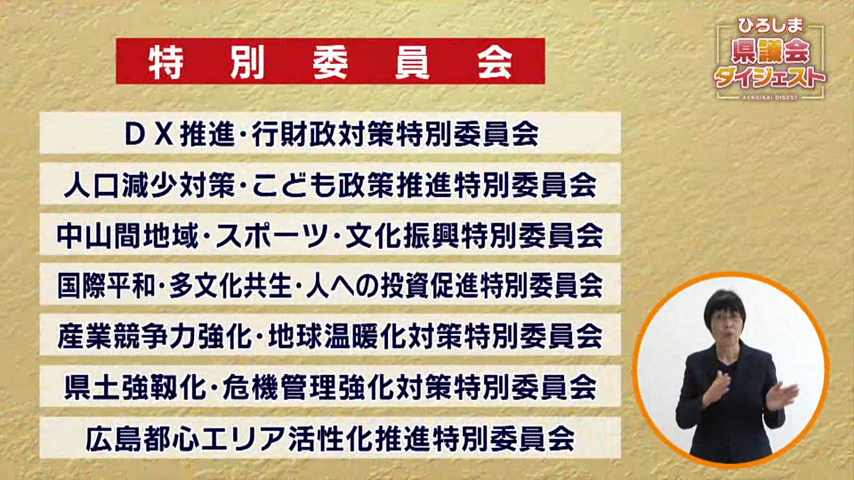 特別委員会
ひろしま
県議会
ダイジェスト
KENGIKAI DIGEST
DX推進・行財政対策特別委員会
人口減少対策・こども政策推進特別委員会
中山間地域・スポーツ・文化振興特別委員会
国際平和・多文化共生・人への投資促進特別委員会
産業競争力強化・地球温暖化対策特別委員会
県土強靱化・危機管理強化対策特別委員会
広島都心エリア活性化推進特別委員会